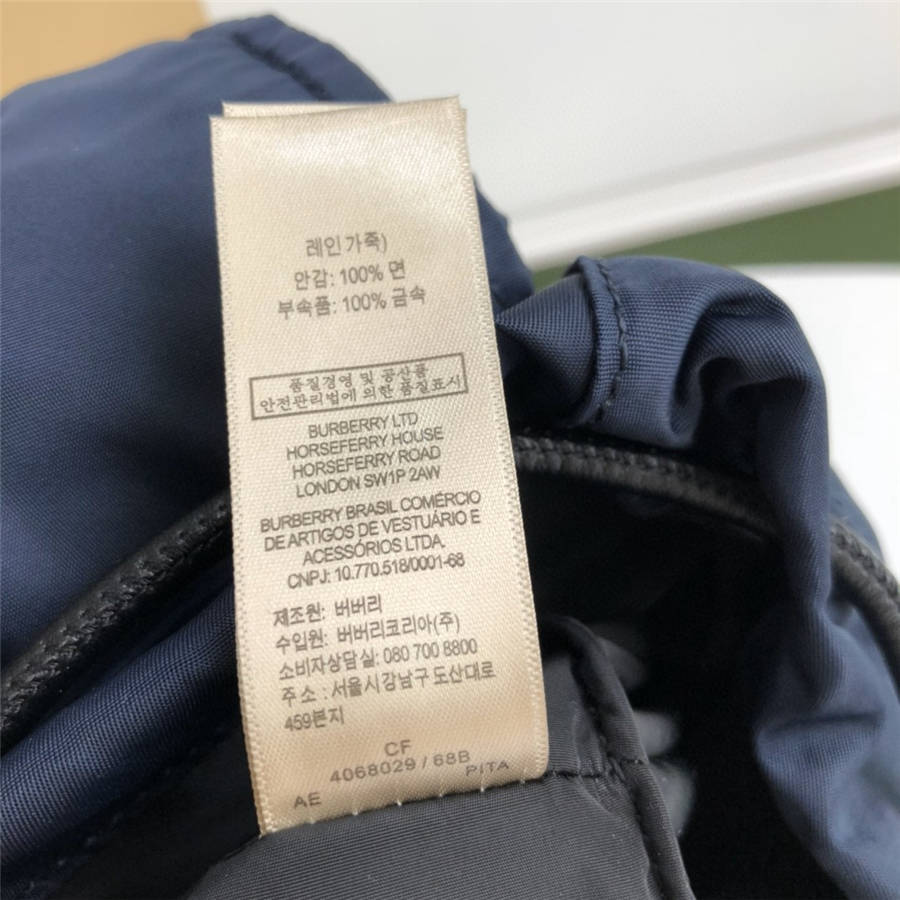 레인 가죽)
안감: 100% 면
부속품: 100% 금속
품질경영 및 공산품
안전관리법에 의한 품질표시
BURBERRY LTD
HORSEFERRY HOUSE
HORSEFERRY ROAD
LONDON SW1P 2AW
BURBERRY BRASIL COMÉRCIO
DE ARTIGOS DE VESTUÁRIO E
ACESSÓRIOS LTDA.
CNPJ: 10.770.518/0001-68
제조원: 버버리
수입원: 버버리코리아(주)
소비자상담실: 080 700 8800
주소 : 서울시강남구 도산대로
459본지
CF
4068029 / 68B
AE PITA